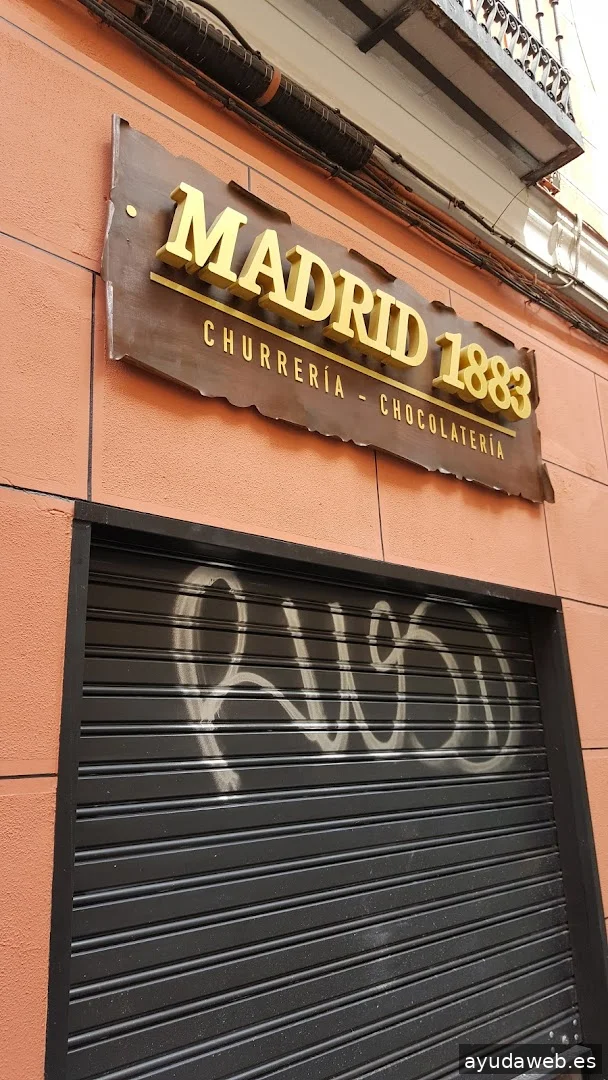 MADRID 1883
CHURRERÍA - CHOCOLATERÍA
ayudaweb.es